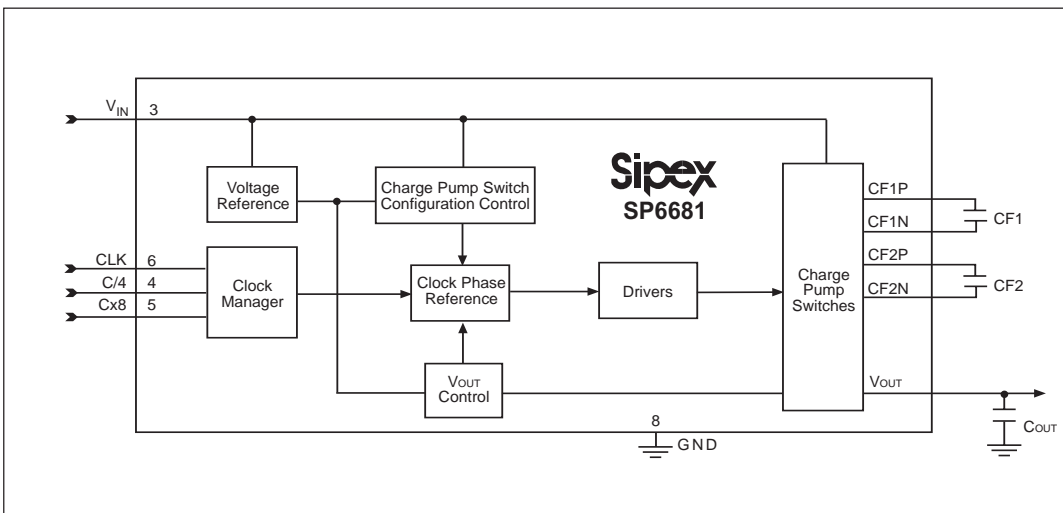 VIN 3
Voltage
Reference
Charge Pump Switch
Configuration Control
Sipex
SP6681
CF1P
CF1N
CF1
CLK 6
C/4 4
Cx8 5
Clock
Manager
Clock Phase
Reference
Drivers
Charge
Pump
Switches
CF2P
CF2N
CF2
VOUT
Control
VOUT
COUT
8
GND